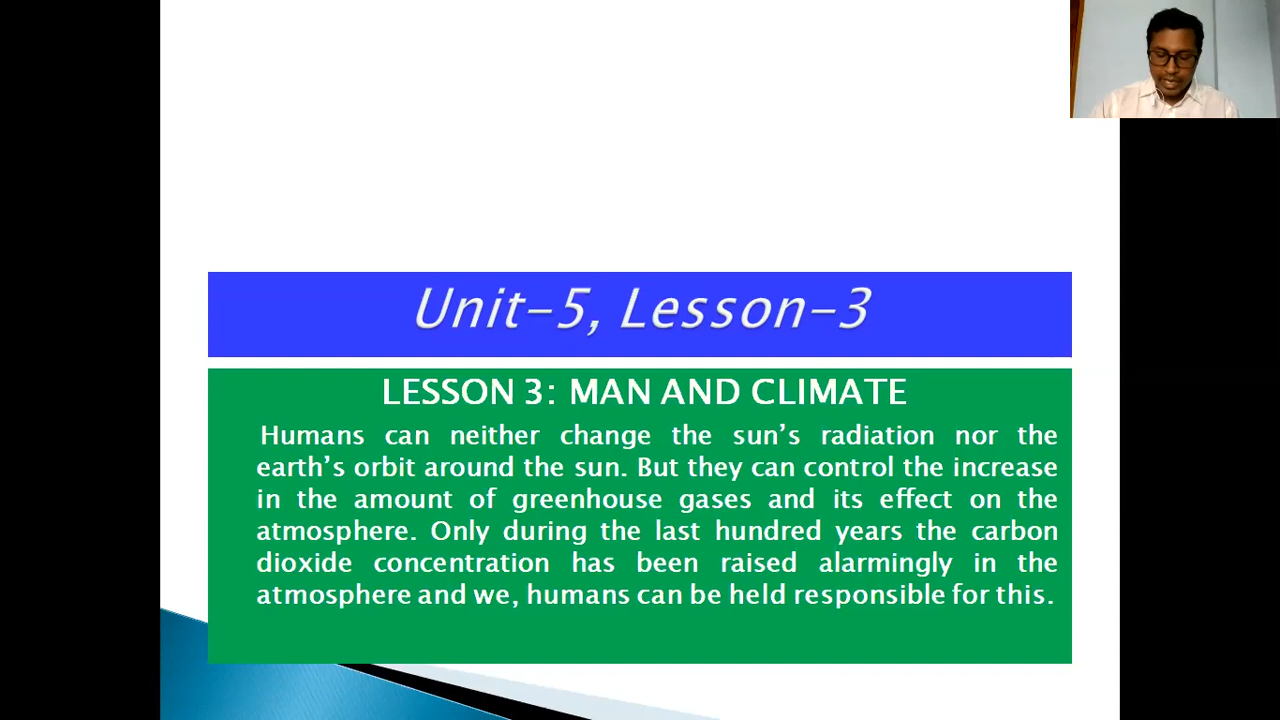 Unit-5, Lesson-3
LESSON 3: MAN AND CLIMATE
Humans can neither change the sun's radiation nor the
earth's orbit around the sun. But they can control the increase
in the amount of greenhouse gases and its effect on the
atmosphere. Only during the last hundred years the carbon
dioxide concentration has been raised alarmingly in the
atmosphere and we, humans can be held responsible for this.